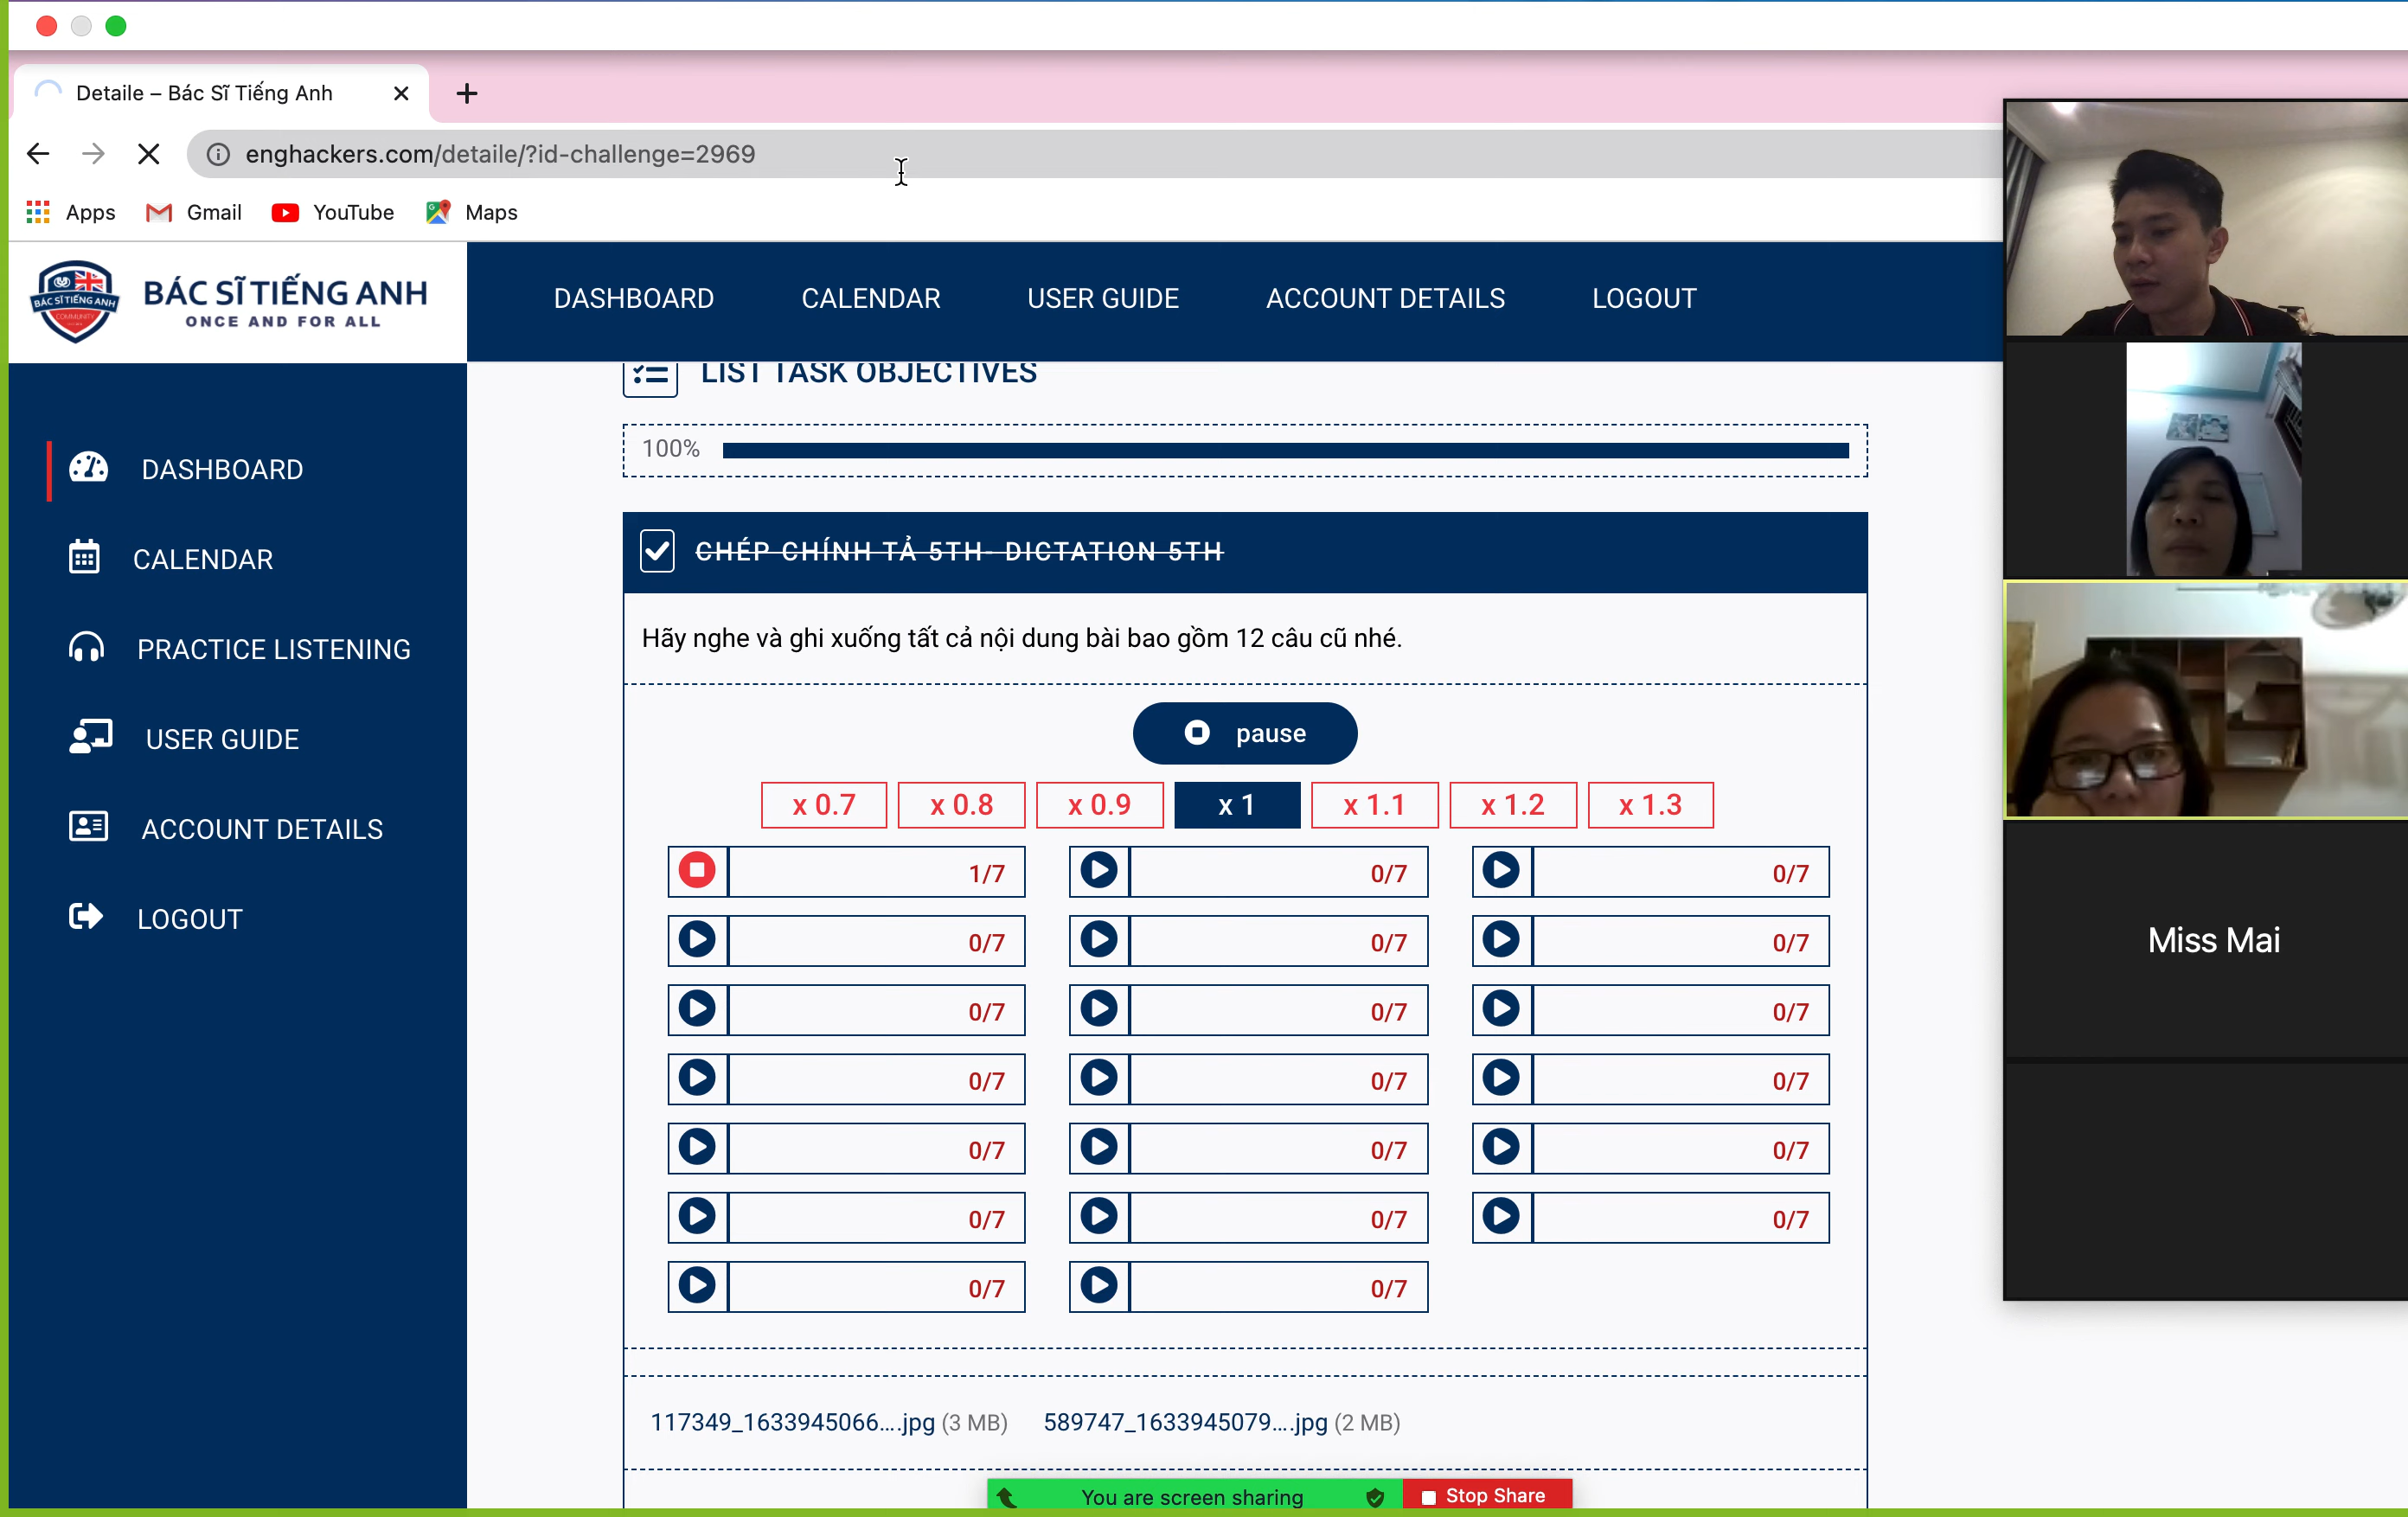 Detaile – Bác Sĩ Tiếng Anh
enghackers.com/detaile/?id-challenge=2969
Apps Gmail YouTube Maps
BÁC SĨ TIẾNG ANH
COMMUNITY
BÁC SĨ TIẾNG ANH
ONCE AND FOR ALL
DASHBOARD CALENDAR USER GUIDE ACCOUNT DETAILS LOGOUT
DASHBOARD
CALENDAR
PRACTICE LISTENING
USER GUIDE
ACCOUNT DETAILS
LOGOUT
LIST TASK OBJECTIVES
100%
CHÉP CHÍNH TẢ 5TH- DICTATION 5TH
Hãy nghe và ghi xuống tất cả nội dung bài bao gồm 12 câu cũ nhé.
pause
x 0.7 x 0.8 x 0.9 x 1 x 1.1 x 1.2 x 1.3
1/7 0/7 0/7
0/7 0/7 0/7
0/7 0/7 0/7
0/7 0/7 0/7
0/7 0/7 0/7
0/7 0/7 0/7
0/7 0/7
117349_1633945066....jpg (3 MB) 589747_1633945079....jpg (2 MB)
You are screen sharing Stop Share
Miss Mai